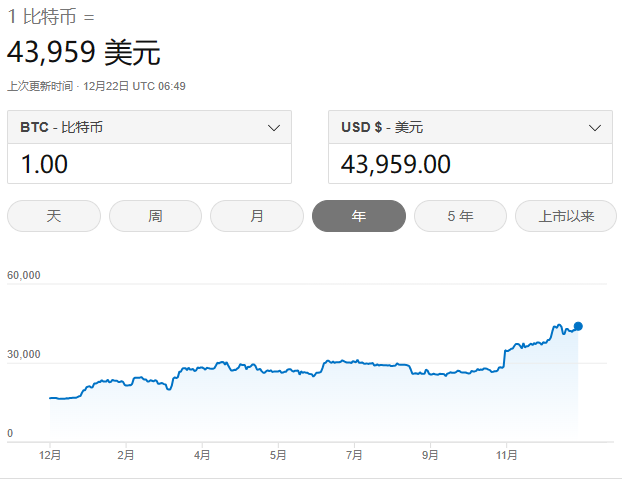 1 比特币 =
43,959 美元
上次更新时间 · 12月22日 UTC 06:49
BTC - 比特币 USD $ - 美元
1.00 43,959.00
天 周 月 年 5 年 上市以来
60,000
30,000
0
12月 2月 4月 5月 7月 9月 11月